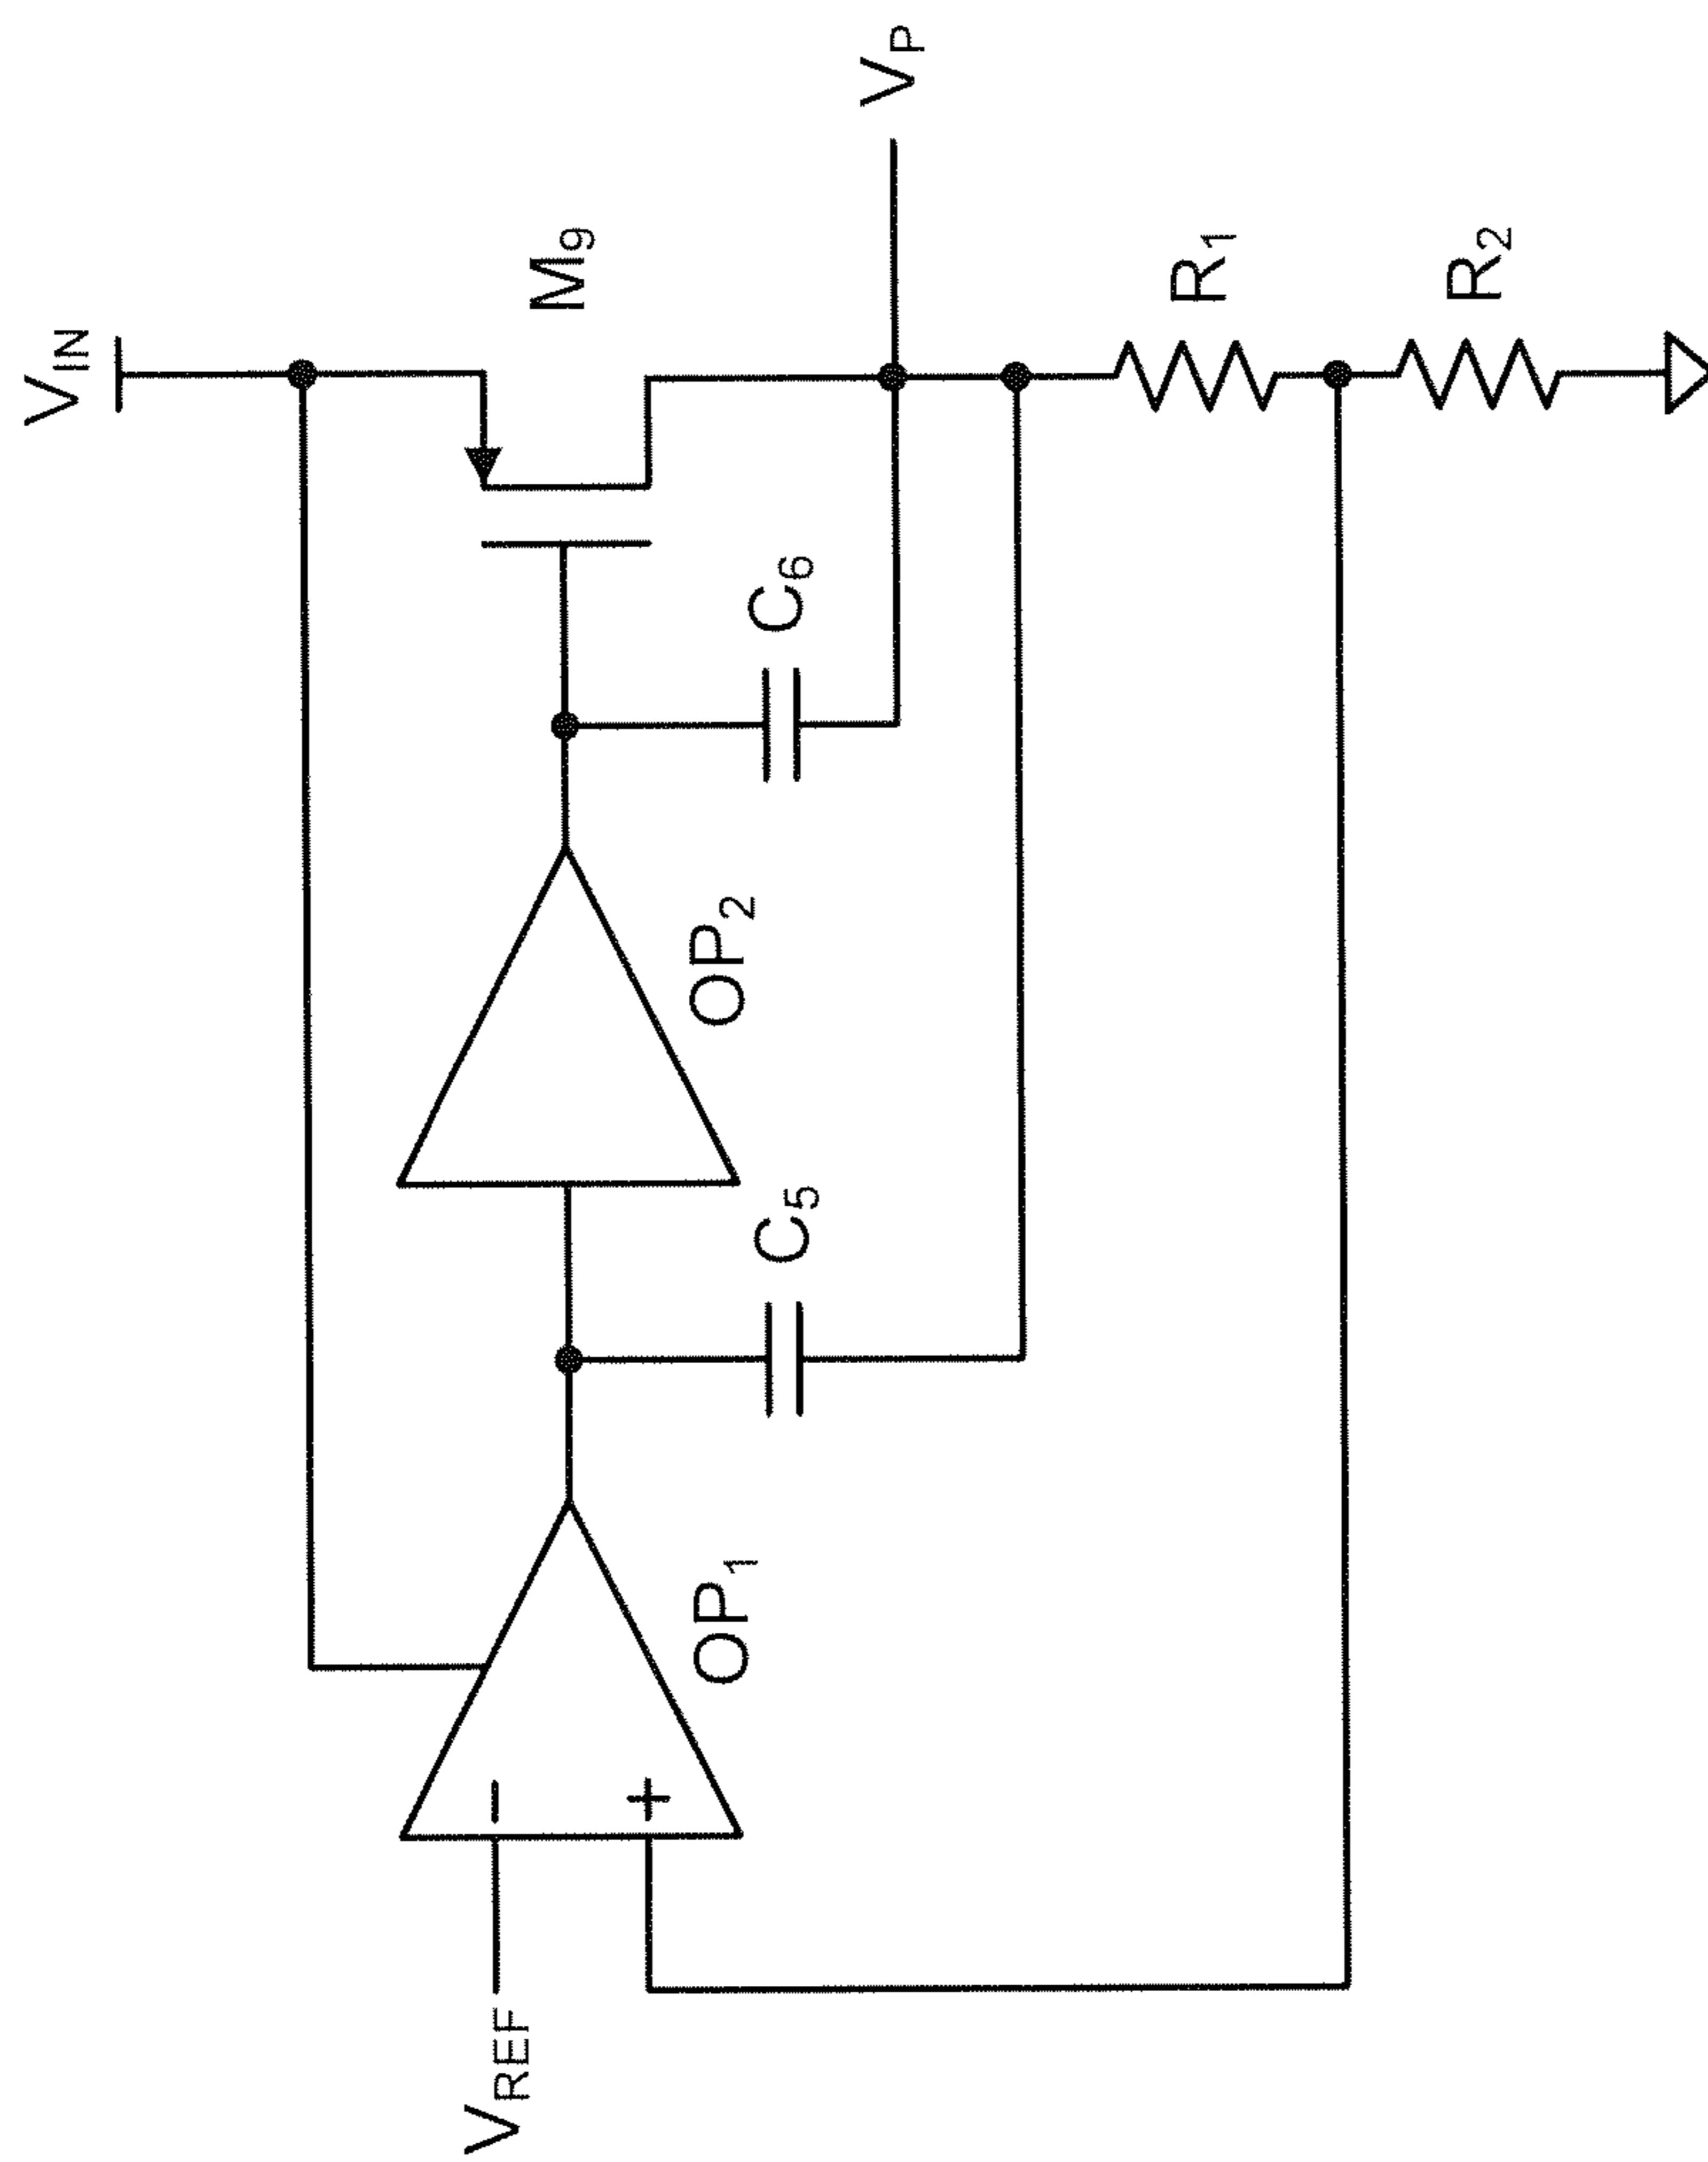 V_IN
M_9
C_6
V_P
OP_2
C_5
OP_1
V_REF
−
+
R_1
R_2